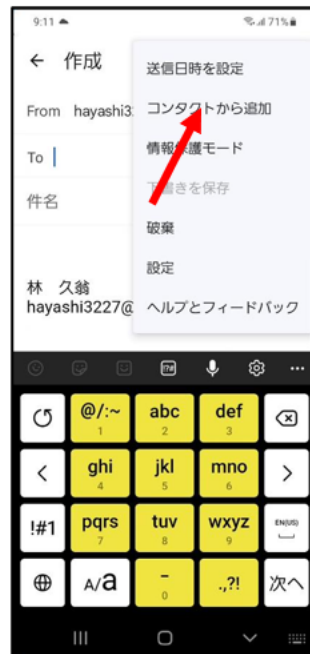 9:11 71%
← 作成
送信日時を設定
From hayashi3
コンタクトから追加
To
情報保護モード
下書きを保存
件名
破棄
設定
林 久翁
hayashi3227@
ヘルプとフィードバック
!?#
@/:~ abc def
1 2 3
ghi jkl mno
4 5 6
!#1 pqrs tuv wxyz EN(US)
7 8 9
A/a - .,?! 次へ
0